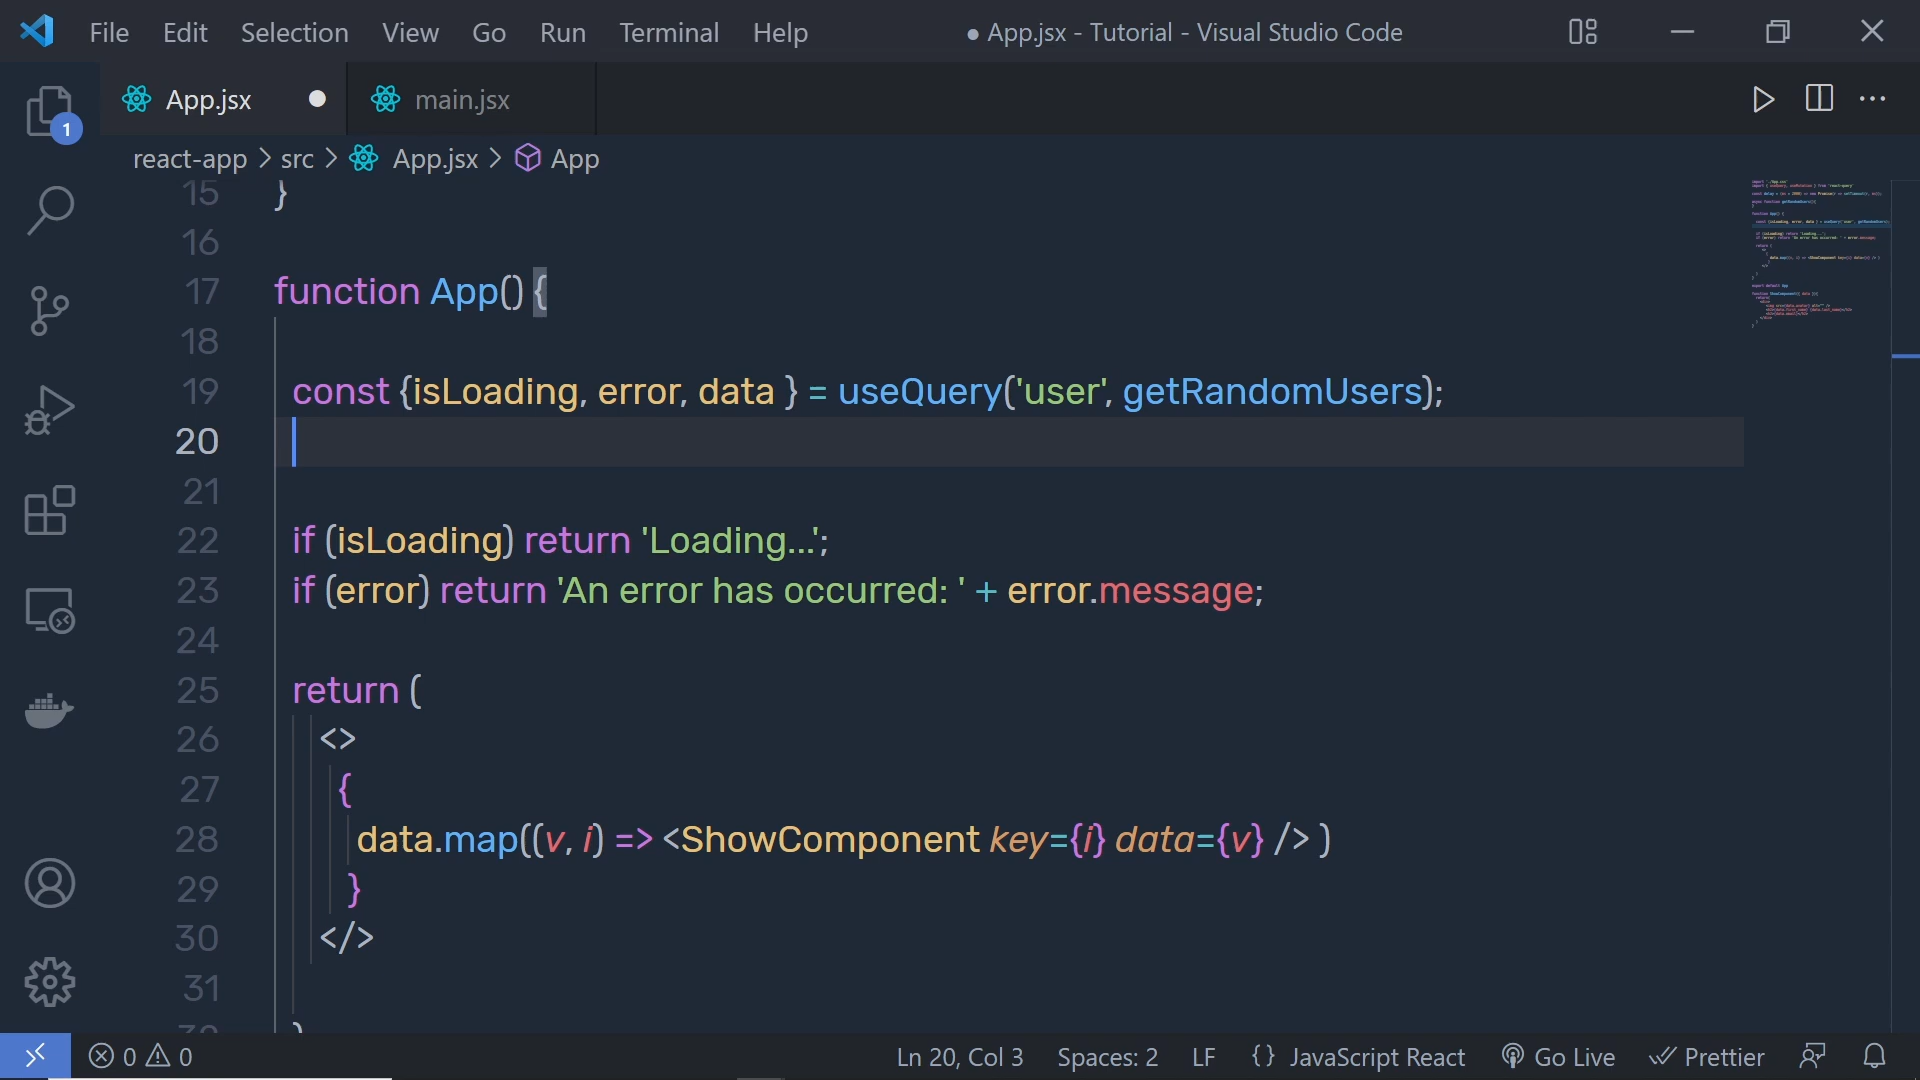 File Edit Selection View Go Run Terminal Help ● App.jsx - Tutorial - Visual Studio Code
App.jsx ● main.jsx
react-app > src > App.jsx > App
1
15 }
16
17 function App() {
18
19 const {isLoading, error, data } = useQuery('user', getRandomUsers);
20
21
22 if (isLoading) return 'Loading...';
23 if (error) return 'An error has occurred: ' + error.message;
24
25 return (
26 <>
27 {
28 data.map((v, i) => <ShowComponent key={i} data={v} /> )
29 }
30 </>
31
0 0 Ln 20, Col 3 Spaces: 2 LF {} JavaScript React Go Live Prettier